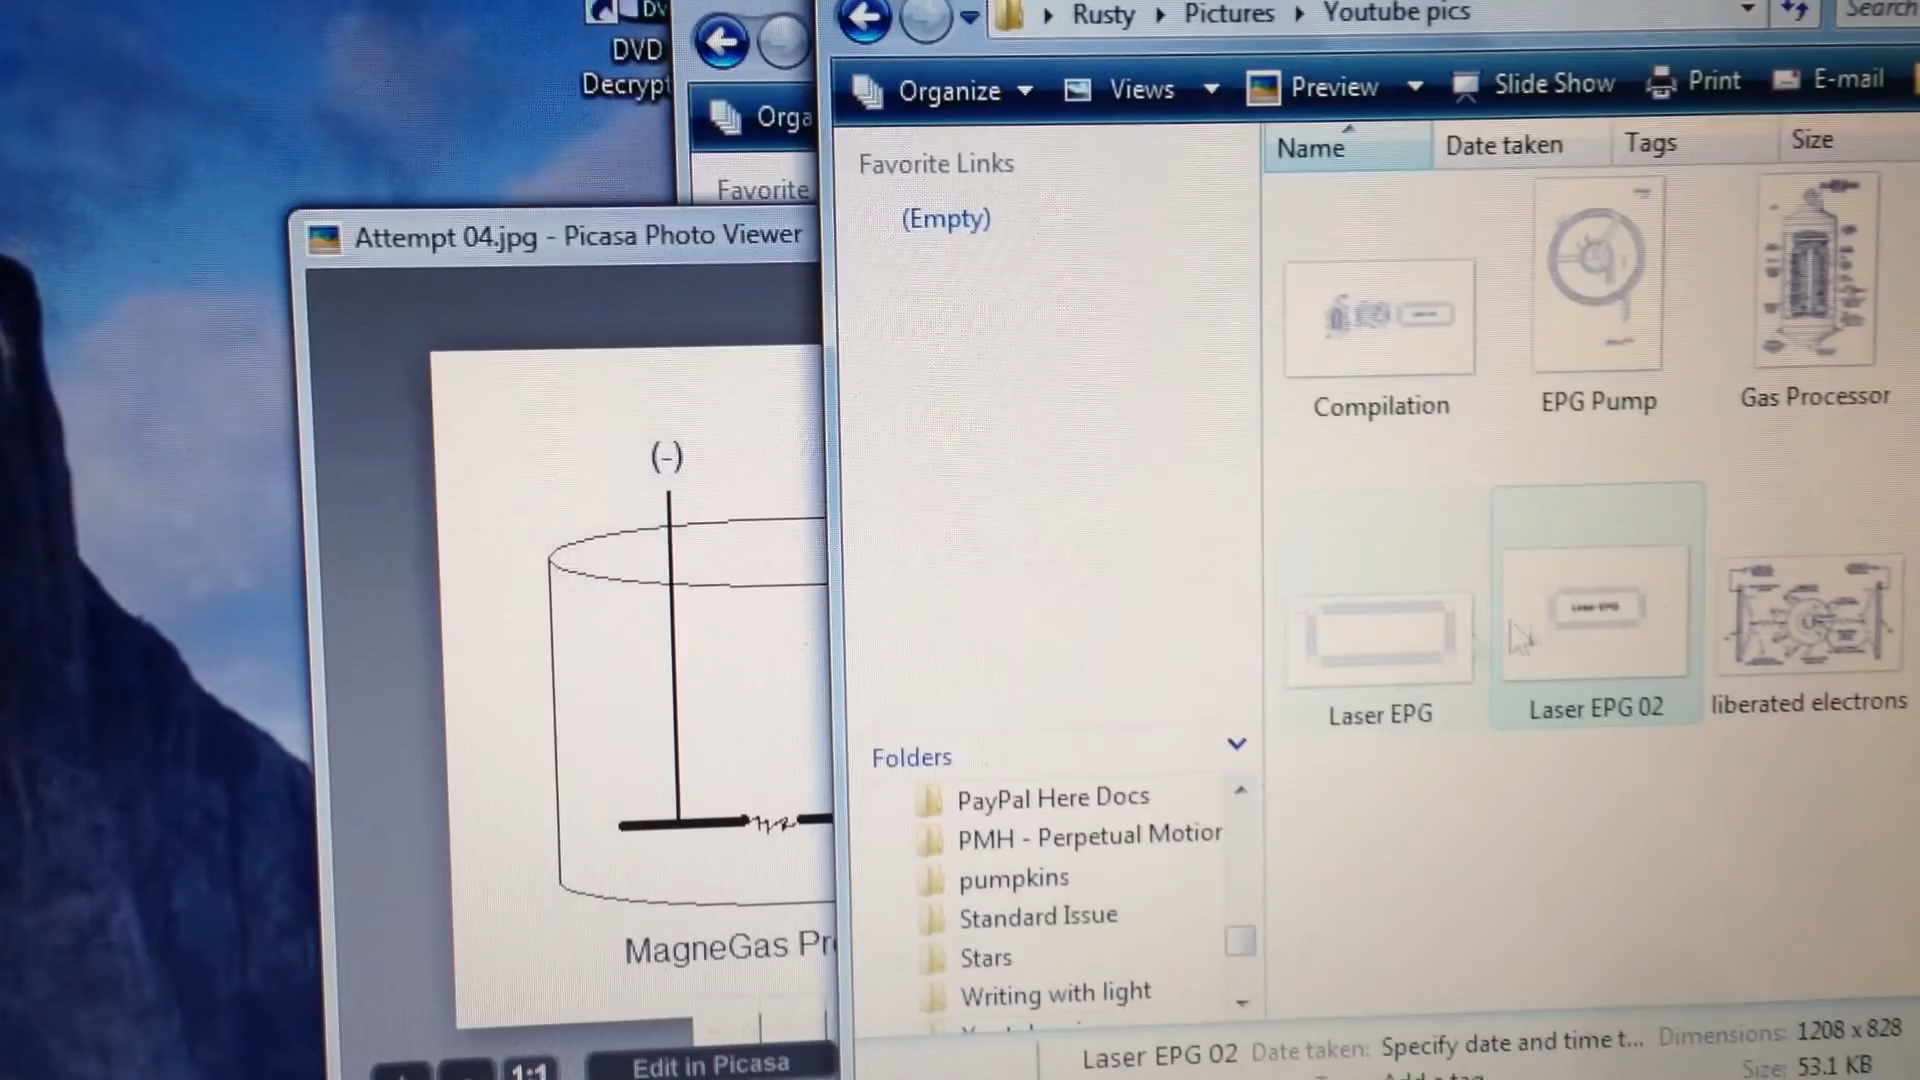 DV
DVD
Decrypt
Orga
Favorite
Rusty Pictures Youtube pics
Search
Organize Views Preview Slide Show Print E-mail
Favorite Links
(Empty)
Name Date taken Tags Size
Compilation
EPG Pump
Gas Processor
Laser EPG
Laser EPG
Laser EPG 02
liberated electrons
Folders
PayPal Here Docs
PMH - Perpetual Motion
pumpkins
Standard Issue
Stars
Writing with light
Laser EPG 02 Date taken: Specify date and time t... Dimensions: 1208 x 828
Size: 53.1 KB
Attempt 04.jpg - Picasa Photo Viewer
(-)
MagneGas Pr
1:1
Edit in Picasa